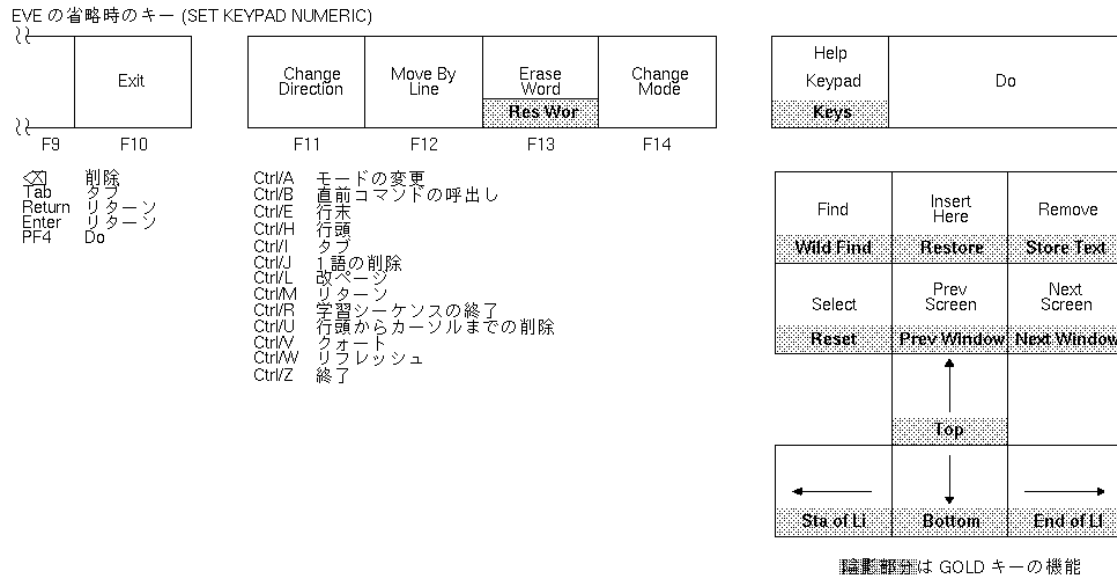 EVE の省略時のキー (SET KEYPAD NUMERIC)
Exit
F9 F10
Change Direction
Move By Line
Erase Word
Res Wor
Change Mode
F11 F12 F13 F14
Help
Keypad
Keys
Do
⌫ 削除
Tab タブ
Return リターン
Enter リターン
PF4 Do
Ctrl/A モードの変更
Ctrl/B 直前コマンドの呼出し
Ctrl/E 行末
Ctrl/H 行頭
Ctrl/I タブ
Ctrl/J 1語の削除
Ctrl/L 改ページ
Ctrl/M リターン
Ctrl/R 学習シーケンスの終了
Ctrl/U 行頭からカーソルまでの削除
Ctrl/V クォート
Ctrl/W リフレッシュ
Ctrl/Z 終了
Find
Insert Here
Remove
Wild Find Restore Store Text
Select
Prev Screen
Next Screen
Reset Prev Window Next Window
Top
Sta of Li Bottom End of LI
陰影部分は GOLD キーの機能